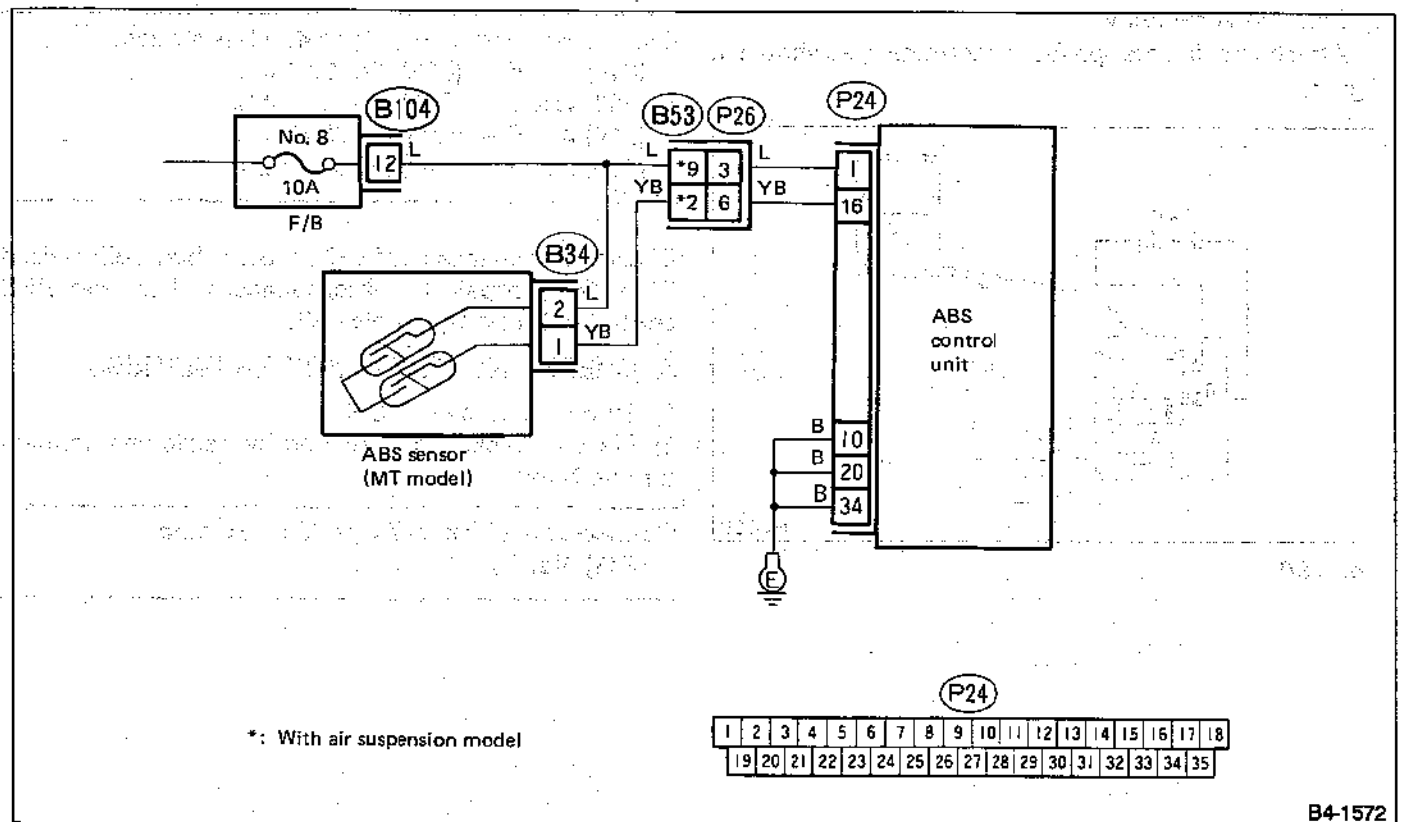 B104
B53 P26
P24
No. 8
10A
F/B
12
L
L
*9 3
L
1
YB
*2 6
YB
16
B34
2
L
1
YB
ABS sensor
(MT model)
ABS
control
unit
B 10
B 20
B 34
E
*: With air suspension model
P24
1 2 3 4 5 6 7 8 9 10 11 12 13 14 15 16 17 18
19 20 21 22 23 24 25 26 27 28 29 30 31 32 33 34 35
B4-1572